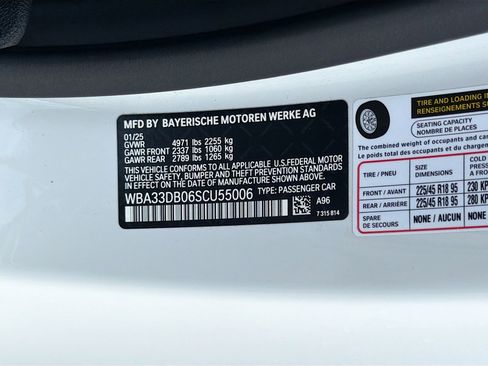 MFD BY BAYERISCHE MOTOREN WERKE AG
01/25
GVWR 4971 lbs 2255 kg
GAWR FRONT 2337 lbs 1060 kg
GAWR REAR 2789 lbs 1265 kg
THIS VEHICLE CONFORMS TO ALL APPLICABLE U.S.FEDERAL MOTOR
VEHICLE SAFETY, BUMPER, AND THEFT PREVENTION STANDARDS
IN EFFECT ON THE DATE OF MANUFACTURE SHOWN ABOVE.
WBA33DB06SCU55006 TYPE: PASSENGER CAR
A96
7 315 814
TIRE AND LOADING IN
RENSEIGNEMENTS SU
SEATING CAPACITY
NOMBRE DE PLACES
The combined weight of occupants and car
Le poids total des occupants et du charg
TIRE / PNEU SIZE DIMENSIONS COLD PRES
FRONT / AVANT 225/45 R18 95 230 KP
REAR / ARRIÈRE 225/45 R18 95 280 KP
SPARE DE SECOURS NONE / AUCUN NONE /